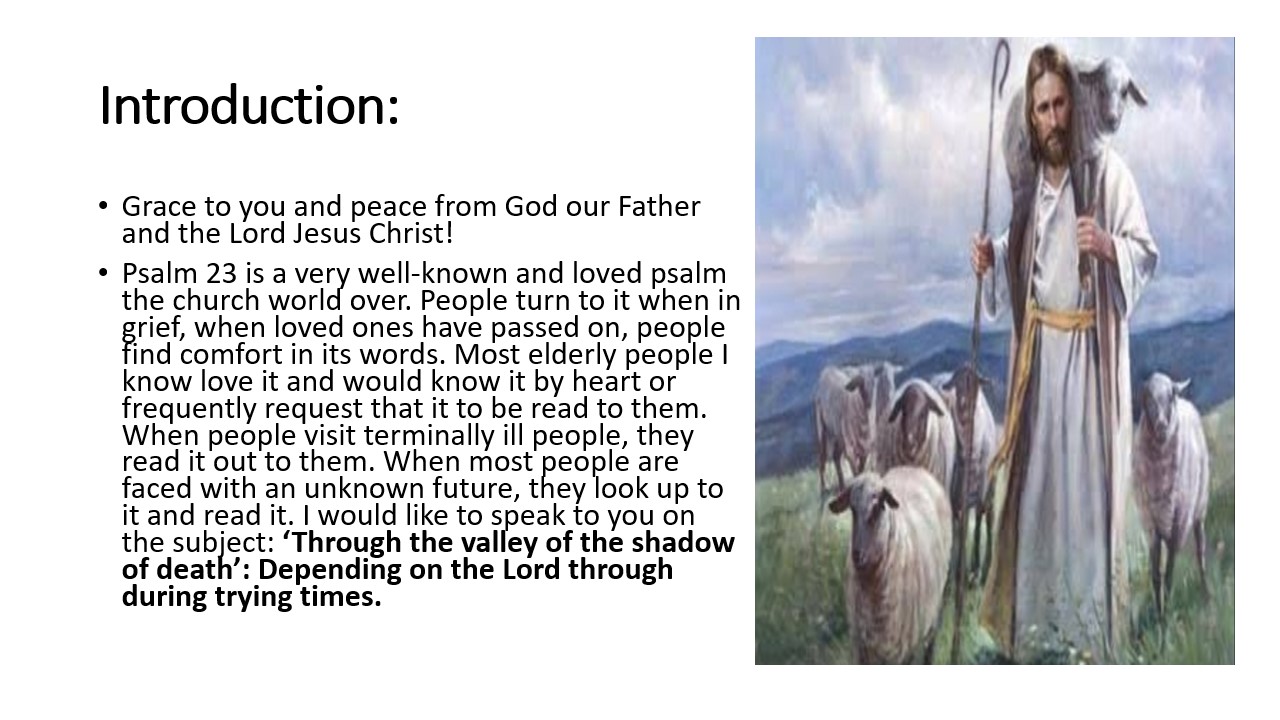 Introduction:
• Grace to you and peace from God our Father
and the Lord Jesus Christ!
• Psalm 23 is a very well-known and loved psalm
the church world over. People turn to it when in
grief, when loved ones have passed on, people
find comfort in its words. Most elderly people I
know love it and would know it by heart or
frequently request that it to be read to them.
When people visit terminally ill people, they
read it out to them. When most people are
faced with an unknown future, they look up to
it and read it. I would like to speak to you on
the subject: ‘Through the valley of the shadow
of death’: Depending on the Lord through
during trying times.